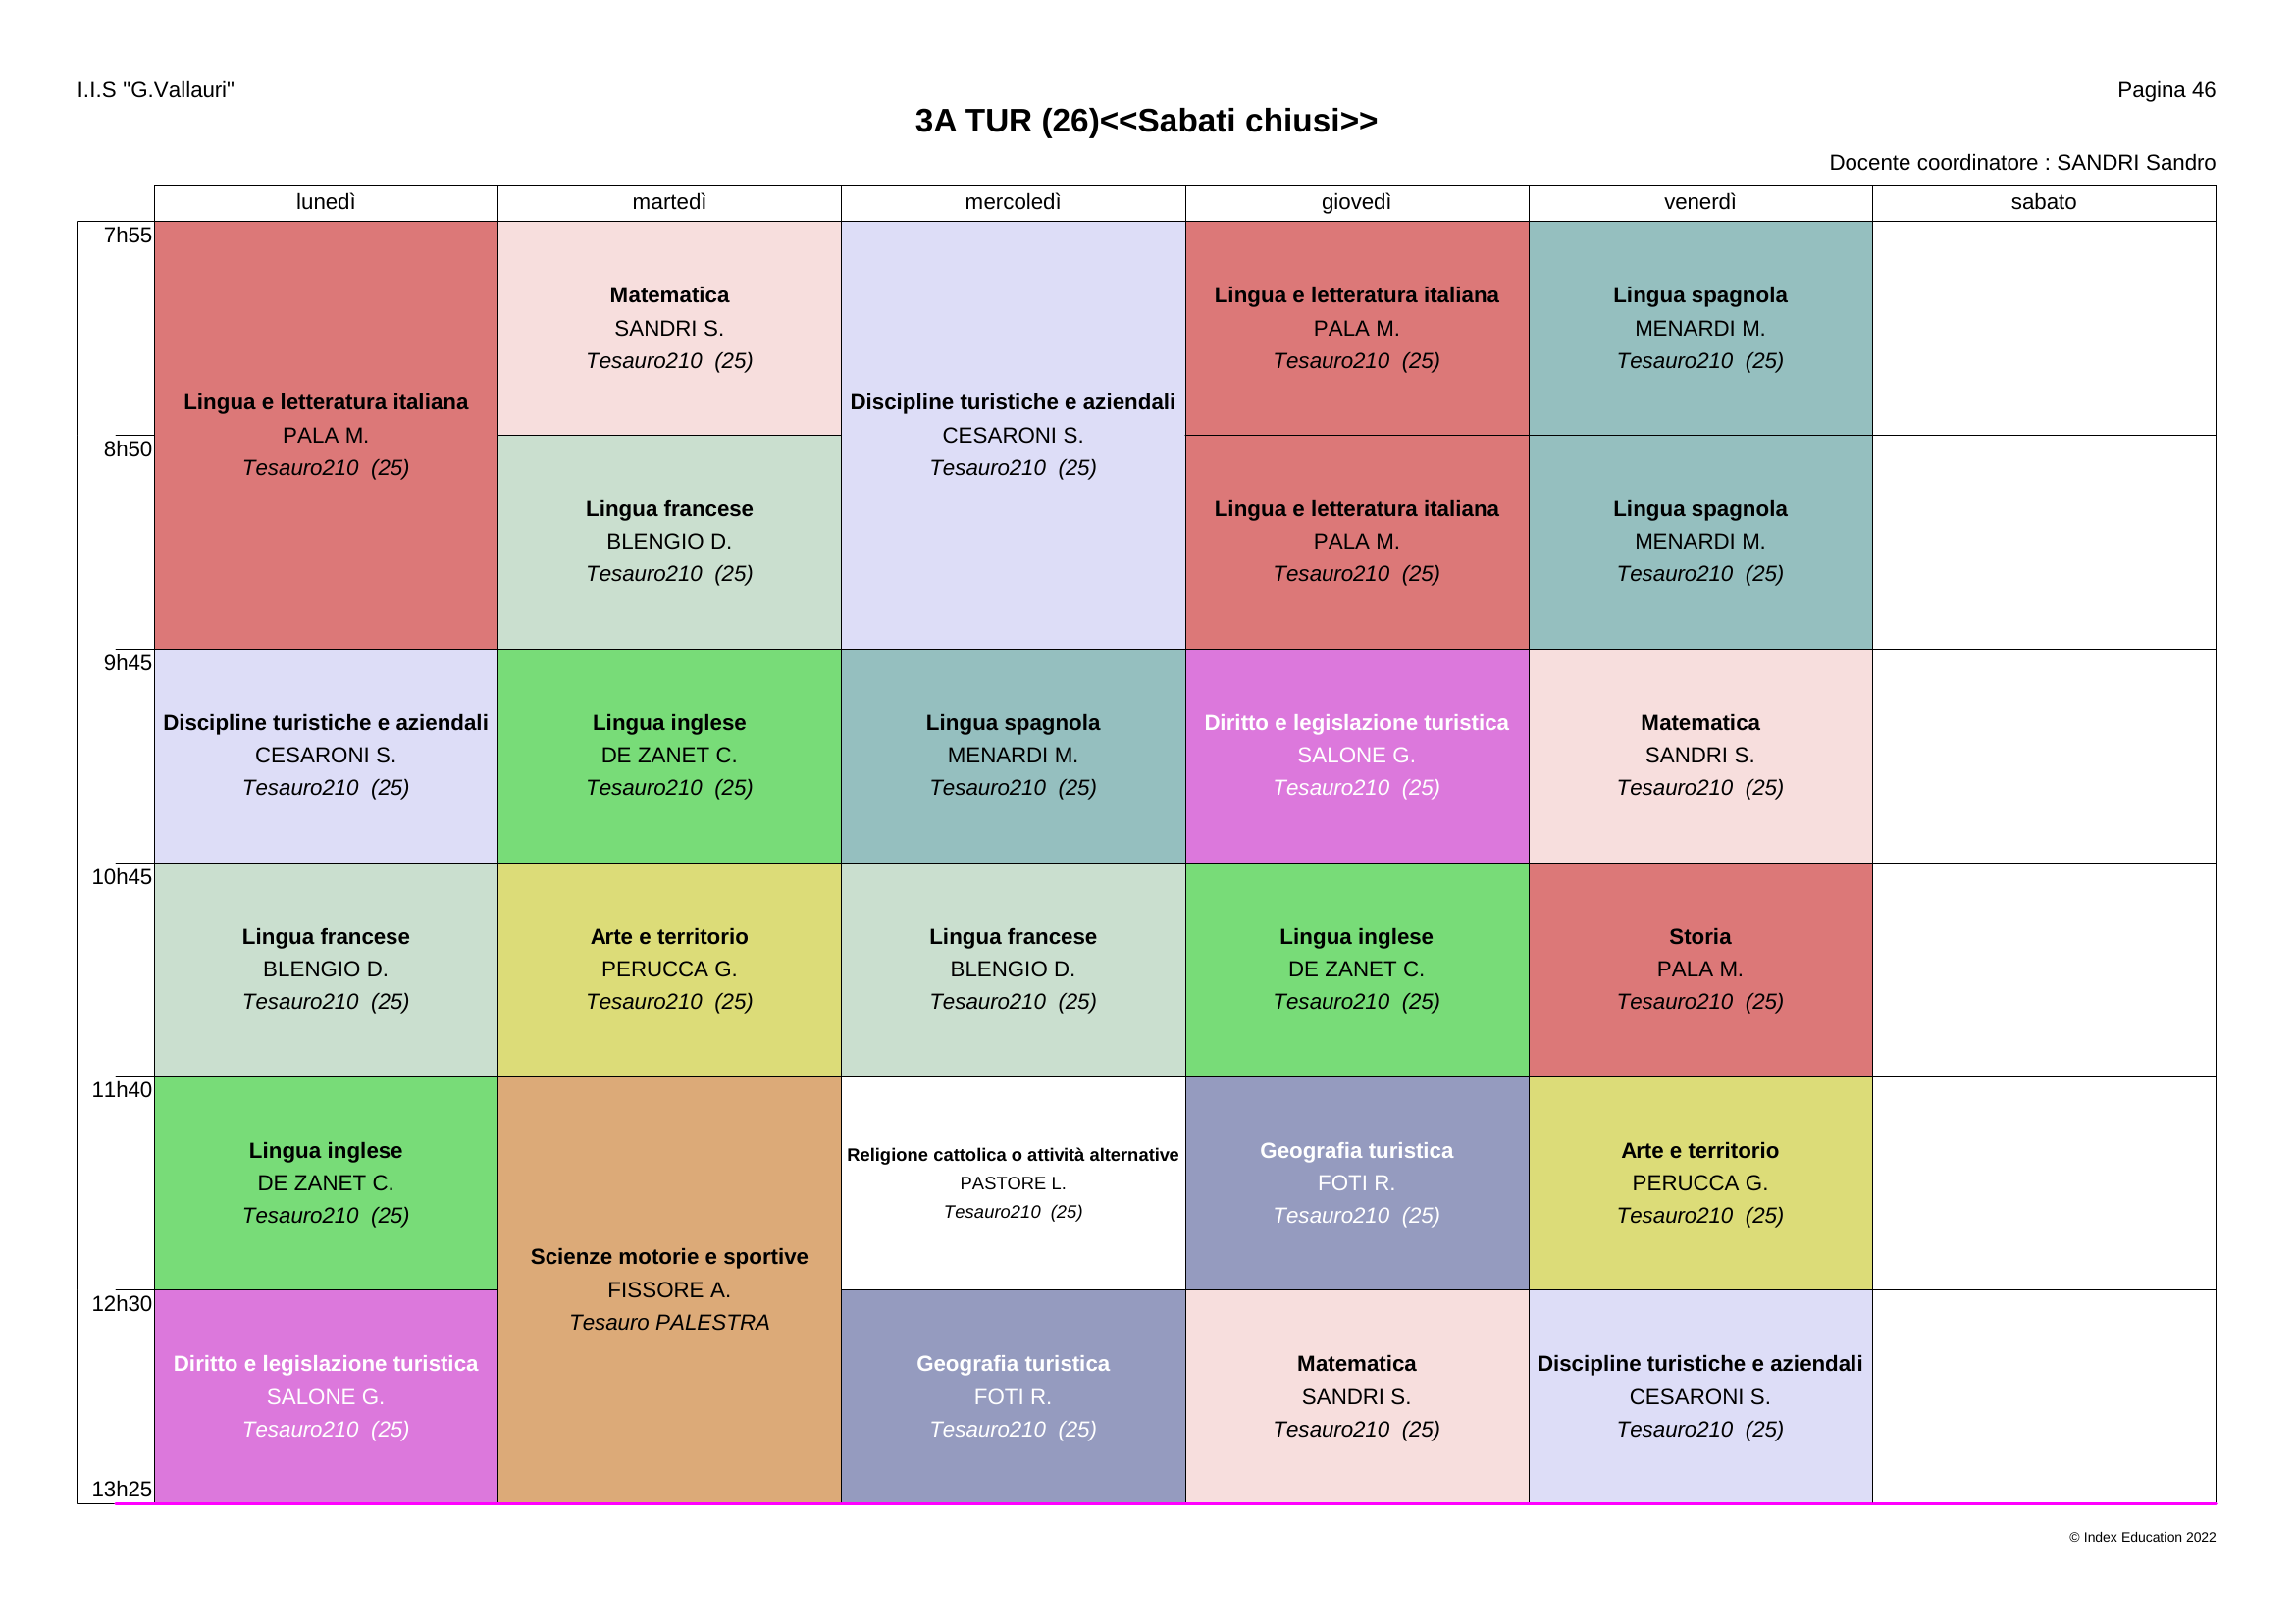 I.I.S "G.Vallauri"
Pagina 46
3A TUR (26)<<Sabati chiusi>>
Docente coordinatore : SANDRI Sandro
lunedì
martedì
mercoledì
giovedì
venerdì
sabato
7h55
Lingua e letteratura italiana
PALA M.
Tesauro210 (25)
Matematica
SANDRI S.
Tesauro210 (25)
Discipline turistiche e aziendali
CESARONI S.
Tesauro210 (25)
Lingua e letteratura italiana
PALA M.
Tesauro210 (25)
Lingua spagnola
MENARDI M.
Tesauro210 (25)
8h50
Lingua francese
BLENGIO D.
Tesauro210 (25)
Lingua e letteratura italiana
PALA M.
Tesauro210 (25)
Lingua spagnola
MENARDI M.
Tesauro210 (25)
9h45
Discipline turistiche e aziendali
CESARONI S.
Tesauro210 (25)
Lingua inglese
DE ZANET C.
Tesauro210 (25)
Lingua spagnola
MENARDI M.
Tesauro210 (25)
Diritto e legislazione turistica
SALONE G.
Tesauro210 (25)
Matematica
SANDRI S.
Tesauro210 (25)
10h45
Lingua francese
BLENGIO D.
Tesauro210 (25)
Arte e territorio
PERUCCA G.
Tesauro210 (25)
Lingua francese
BLENGIO D.
Tesauro210 (25)
Lingua inglese
DE ZANET C.
Tesauro210 (25)
Storia
PALA M.
Tesauro210 (25)
11h40
Lingua inglese
DE ZANET C.
Tesauro210 (25)
Scienze motorie e sportive
FISSORE A.
Tesauro PALESTRA
Religione cattolica o attività alternative
PASTORE L.
Tesauro210 (25)
Geografia turistica
FOTI R.
Tesauro210 (25)
Arte e territorio
PERUCCA G.
Tesauro210 (25)
12h30
Diritto e legislazione turistica
SALONE G.
Tesauro210 (25)
Geografia turistica
FOTI R.
Tesauro210 (25)
Matematica
SANDRI S.
Tesauro210 (25)
Discipline turistiche e aziendali
CESARONI S.
Tesauro210 (25)
13h25
© Index Education 2022